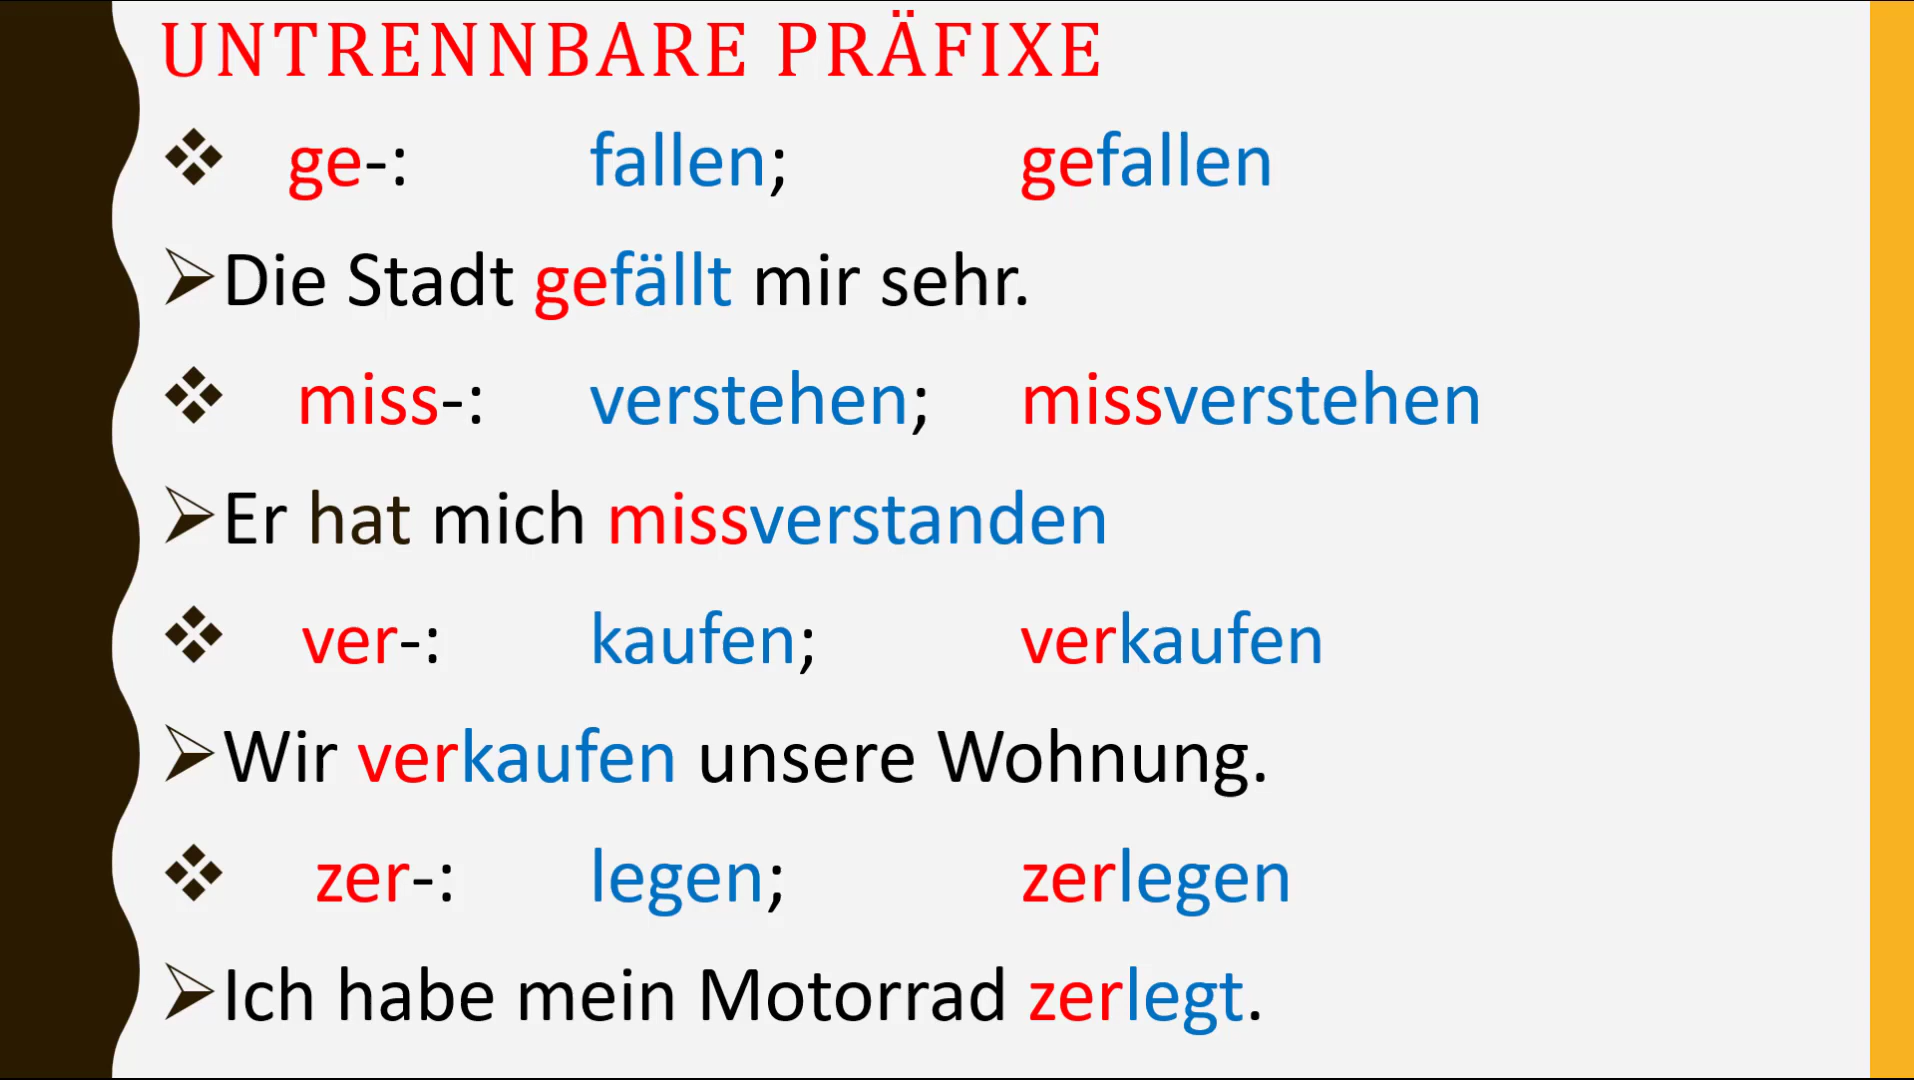 UNTRENNBARE PRÄFIXE
ge-: fallen; gefallen
Die Stadt gefällt mir sehr.
miss-: verstehen; missverstehen
Er hat mich missverstanden
ver-: kaufen; verkaufen
Wir verkaufen unsere Wohnung.
zer-: legen; zerlegen
Ich habe mein Motorrad zerlegt.